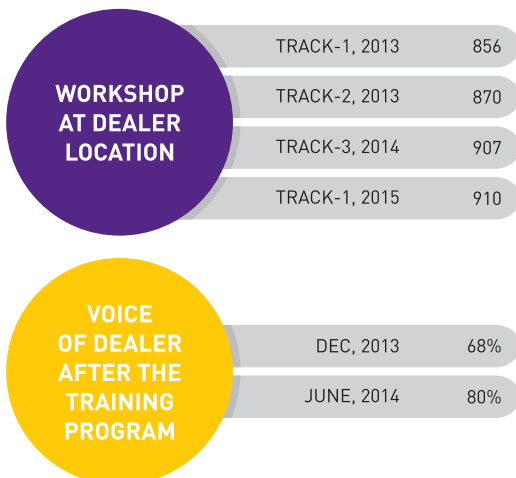 WORKSHOP
AT DEALER
LOCATION
TRACK-1, 2013 856
TRACK-2, 2013 870
TRACK-3, 2014 907
TRACK-1, 2015 910
VOICE
OF DEALER
AFTER THE
TRAINING
PROGRAM
DEC, 2013 68%
JUNE, 2014 80%